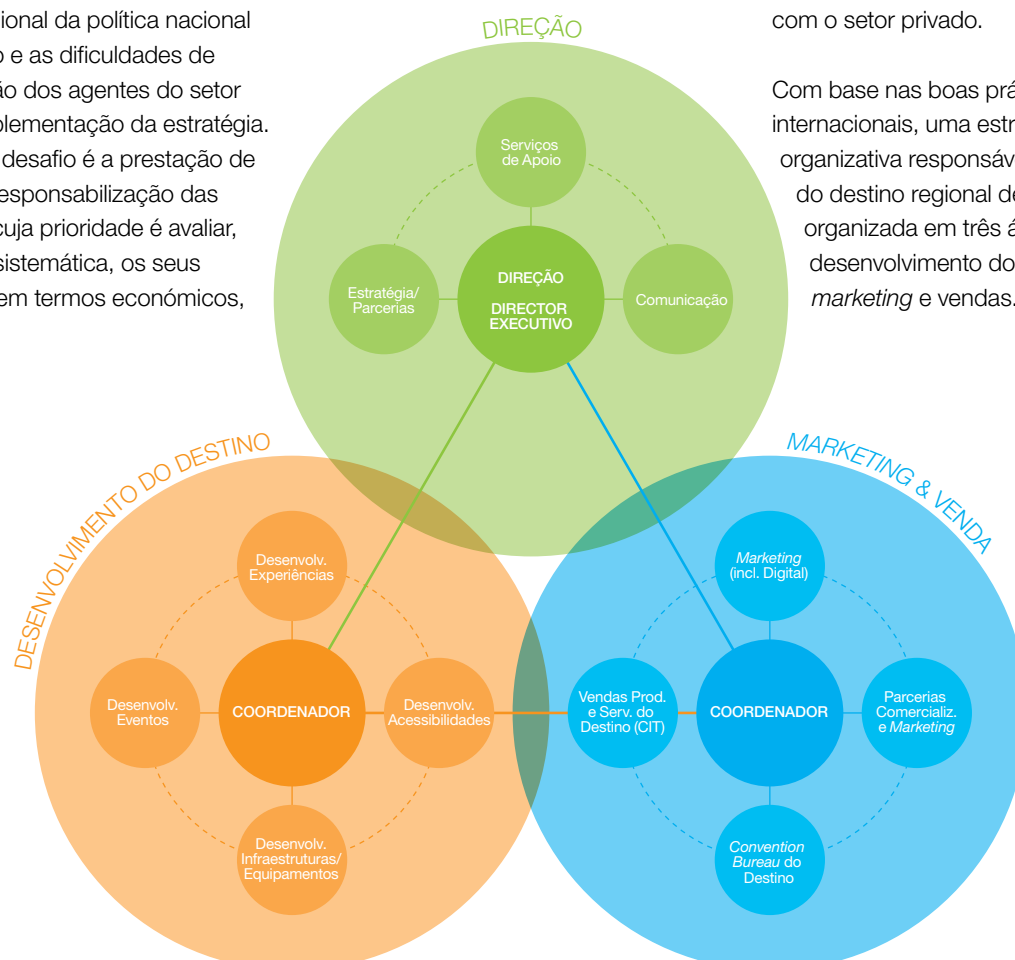 ional da política nacional
o e as dificuldades de
ão dos agentes do setor
plementação da estratégia.
desafio é a prestação de
esponsabilização das
cuja prioridade é avaliar,
sistemática, os seus
em termos económicos,
com o setor privado.
Com base nas boas prá
internacionais, uma estr
organizativa responsáv
do destino regional de
organizada em três á
desenvolvimento do
marketing e vendas.
DIREÇÃO
Serviços
de Apoio
Estratégia/
Parcerias
DIREÇÃO
DIRECTOR
EXECUTIVO
Comunicação
DESENVOLVIMENTO DO DESTINO
Desenvolv.
Experiências
Desenvolv.
Eventos
COORDENADOR
Desenvolv.
Acessibilidades
Desenvolv.
Infraestruturas/
Equipamentos
MARKETING & VENDA
Marketing
(incl. Digital)
Vendas Prod.
e Serv. do
Destino (CIT)
COORDENADOR
Parcerias
Comercializ.
e Marketing
Convention
Bureau do
Destino